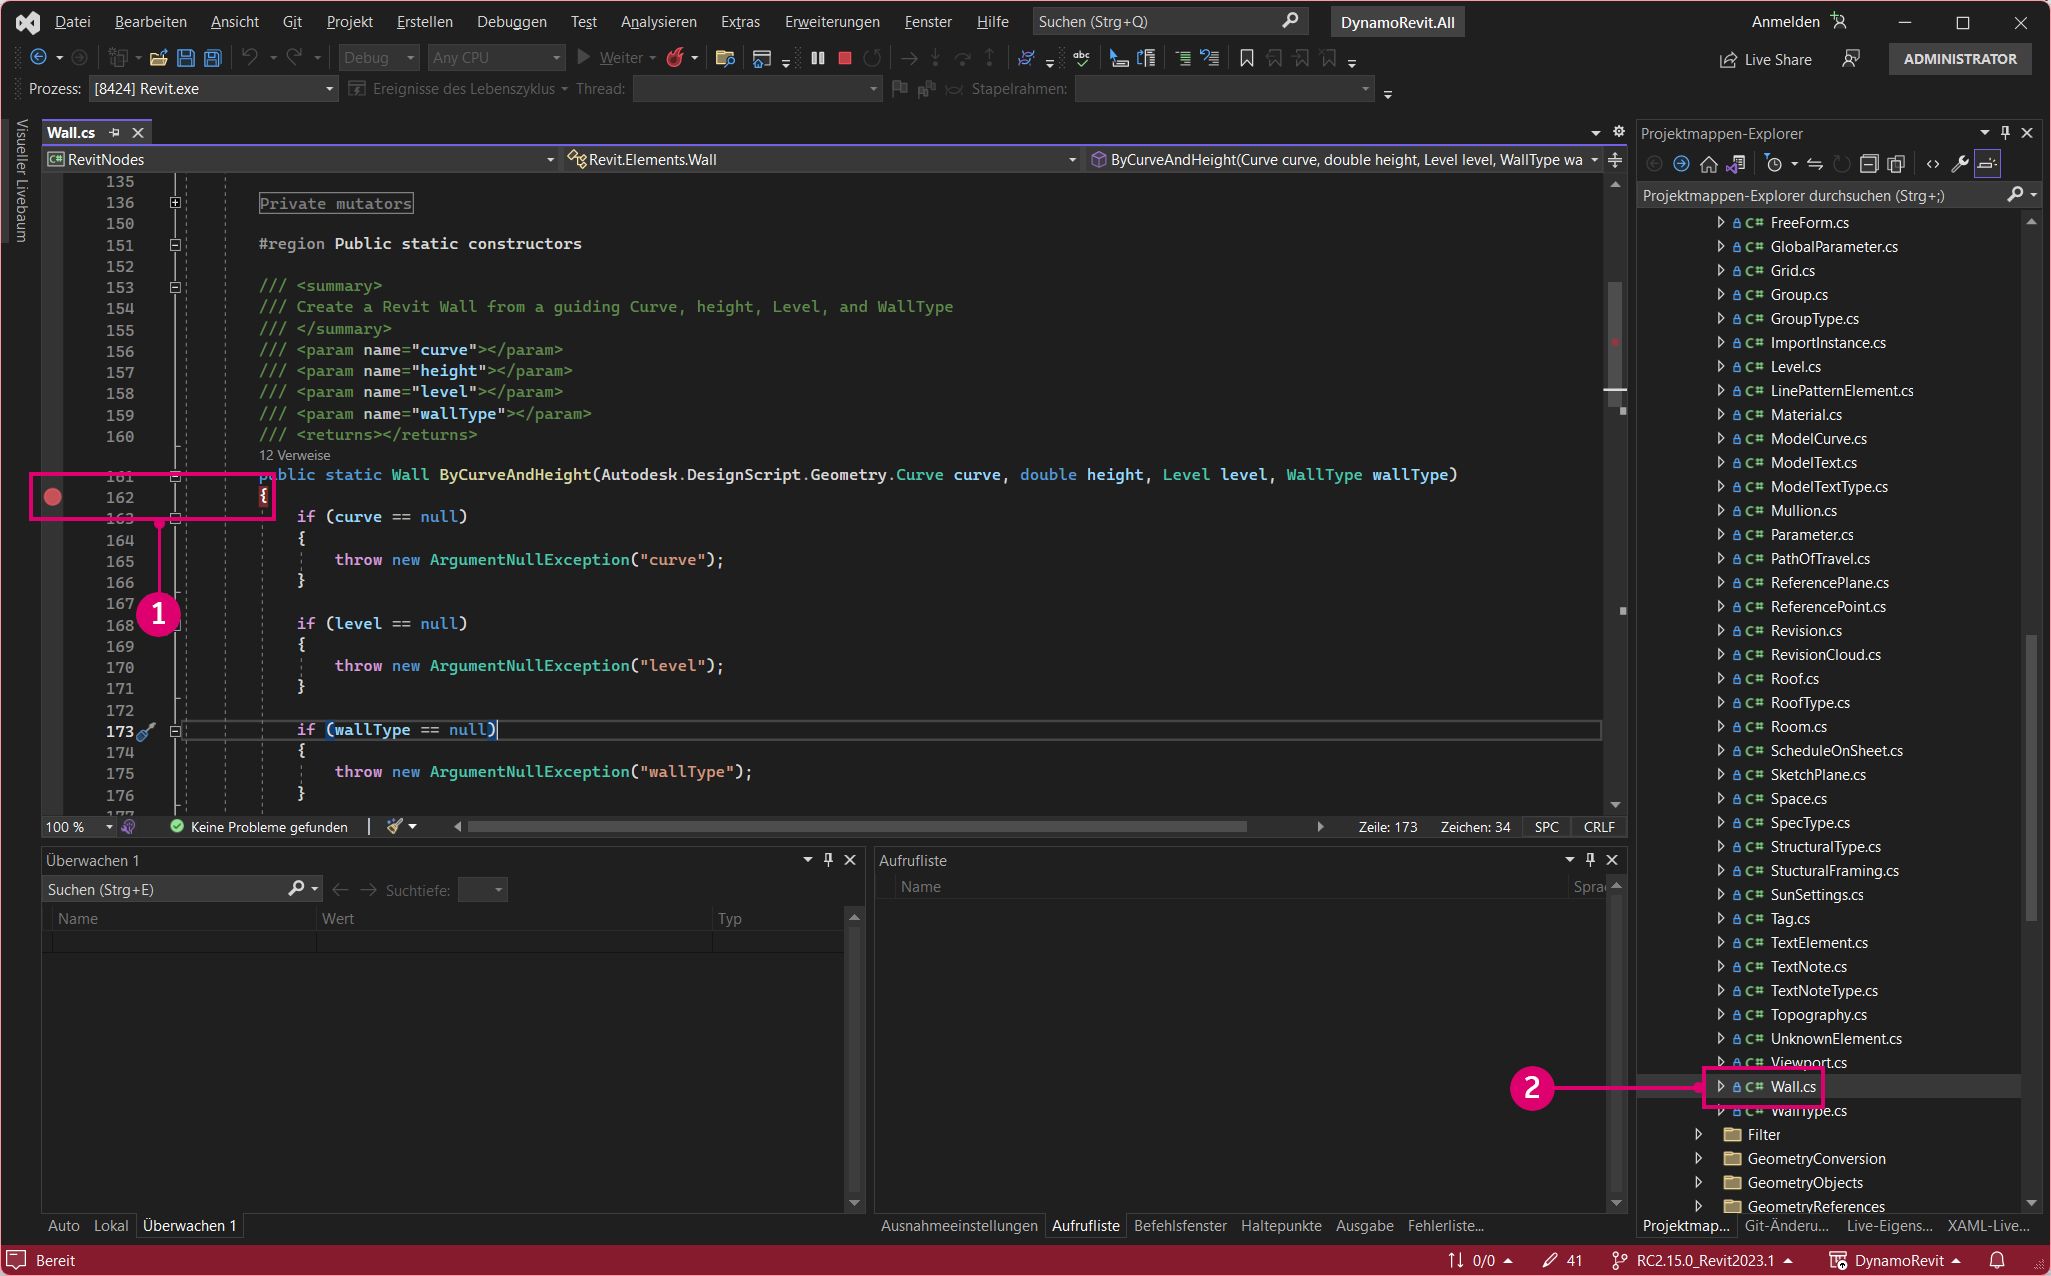 Datei Bearbeiten Ansicht Git Projekt Erstellen Debuggen Test Analysieren Extras Erweiterungen Fenster Hilfe Suchen (Strg+Q) DynamoRevit.All Anmelden
Debug Any CPU Weiter Live Share ADMINISTRATOR
Prozess: [8424] Revit.exe Ereignisse des Lebenszyklus Thread: Stapelrahmen:
Visueller Livebaum
Wall.cs
RevitNodes Revit.Elements.Wall ByCurveAndHeight(Curve curve, double height, Level level, WallType wa
135
136 Private mutators
150
151 #region Public static constructors
152
153 /// <summary>
154 /// Create a Revit Wall from a guiding Curve, height, Level, and WallType
155 /// </summary>
156 /// <param name="curve"></param>
157 /// <param name="height"></param>
158 /// <param name="level"></param>
159 /// <param name="wallType"></param>
160 /// <returns></returns>
12 Verweise
161 public static Wall ByCurveAndHeight(Autodesk.DesignScript.Geometry.Curve curve, double height, Level level, WallType wallType)
162 {
163 if (curve == null)
164 {
165 throw new ArgumentNullException("curve");
166 }
167
1
168 if (level == null)
169 {
170 throw new ArgumentNullException("level");
171 }
172
173 if (wallType == null)
174 {
175 throw new ArgumentNullException("wallType");
176 }
177
100 % Keine Probleme gefunden Zeile: 173 Zeichen: 34 SPC CRLF
Überwachen 1
Suchen (Strg+E) Suchtiefe:
Name Wert Typ
Auto Lokal Überwachen 1
Aufrufliste
Name Sprac
Ausnahmeeinstellungen Aufrufliste Befehlsfenster Haltepunkte Ausgabe Fehlerliste...
Projektmappen-Explorer
Projektmappen-Explorer durchsuchen (Strg+;)
C# FreeForm.cs
C# GlobalParameter.cs
C# Grid.cs
C# Group.cs
C# GroupType.cs
C# ImportInstance.cs
C# Level.cs
C# LinePatternElement.cs
C# Material.cs
C# ModelCurve.cs
C# ModelText.cs
C# ModelTextType.cs
C# Mullion.cs
C# Parameter.cs
C# PathOfTravel.cs
C# ReferencePlane.cs
C# ReferencePoint.cs
C# Revision.cs
C# RevisionCloud.cs
C# Roof.cs
C# RoofType.cs
C# Room.cs
C# ScheduleOnSheet.cs
C# SketchPlane.cs
C# Space.cs
C# SpecType.cs
C# StructuralType.cs
C# StucturalFraming.cs
C# SunSettings.cs
C# Tag.cs
C# TextElement.cs
C# TextNote.cs
C# TextNoteType.cs
C# Topography.cs
C# UnknownElement.cs
C# Viewport.cs
2 C# Wall.cs
C# WallType.cs
Filter
GeometryConversion
GeometryObjects
GeometryReferences
Projektmap... Git-Änderu... Live-Eigens... XAML-Live...
Bereit 0/0 41 RC2.15.0_Revit2023.1 DynamoRevit